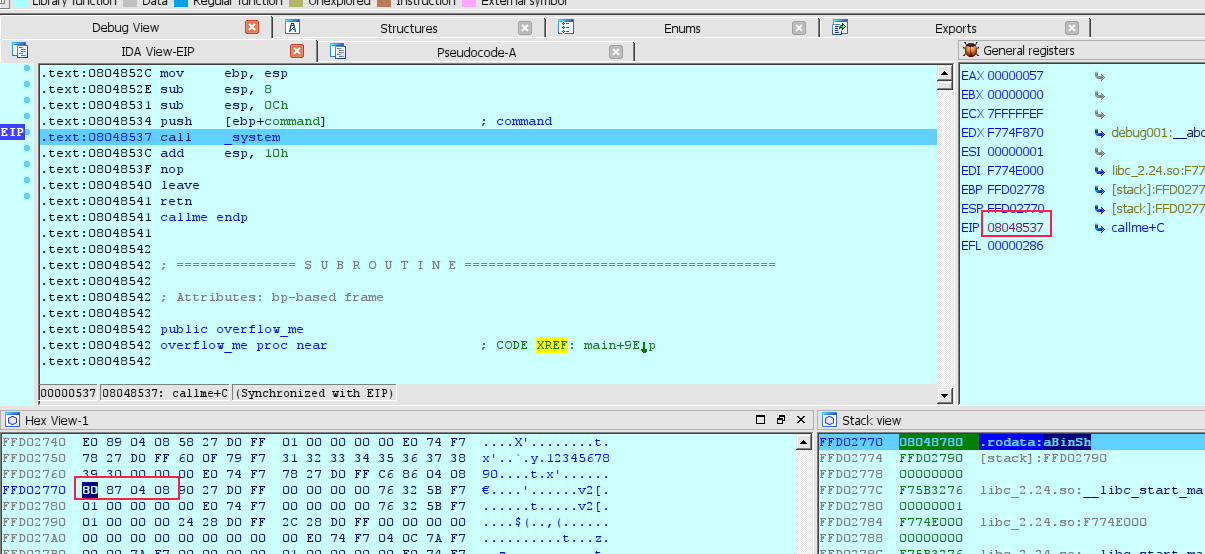 Library function Data Regular function Unexplored Instruction External symbol
Debug View Structures Enums Exports
IDA View-EIP Pseudocode-A
.text:0804852C mov ebp, esp
.text:0804852E sub esp, 8
.text:08048531 sub esp, 0Ch
.text:08048534 push [ebp+command] ; command
EIP
.text:08048537 call _system
.text:0804853C add esp, 10h
.text:0804853F nop
.text:08048540 leave
.text:08048541 retn
.text:08048541 callme endp
.text:08048541
.text:08048542
.text:08048542 ; =============== S U B R O U T I N E =======================================
.text:08048542
.text:08048542 ; Attributes: bp-based frame
.text:08048542
.text:08048542 public overflow_me
.text:08048542 overflow_me proc near ; CODE XREF: main+9E↓p
.text:08048542
00000537 08048537: callme+C (Synchronized with EIP)
General registers
EAX 00000057
EBX 00000000
ECX 7FFFFFEF
EDX F774F870 debug001:__abo
ESI 00000001
EDI F774E000 libc_2.24.so:F77
EBP FFD02778 [stack]:FFD0277
ESP FFD02770 [stack]:FFD0277
EIP 08048537 callme+C
EFL 00000286
Hex View-1
FFD02740 E0 89 04 08 58 27 D0 FF 01 00 00 00 00 E0 74 F7 ....X'........t.
FFD02750 78 27 D0 FF 60 0F 79 F7 31 32 33 34 35 36 37 38 x'..`.y.12345678
FFD02760 39 30 00 00 00 E0 74 F7 78 27 D0 FF C6 86 04 08 90....t.x'......
FFD02770 80 87 04 08 90 27 D0 FF 00 00 00 00 76 32 5B F7 €....'......v2[.
FFD02780 01 00 00 00 00 E0 74 F7 00 00 00 00 76 32 5B F7 ......t.....v2[.
FFD02790 01 00 00 00 24 28 D0 FF 2C 28 D0 FF 00 00 00 00 ....$(..,(......
FFD027A0 00 00 00 00 00 00 00 00 00 E0 74 F7 04 0C 7A F7 ..........t...z.
Stack view
FFD02770 08048780 .rodata:aBinSh
FFD02774 FFD02790 [stack]:FFD02790
FFD02778 00000000
FFD0277C F75B3276 libc_2.24.so:__libc_start_ma
FFD02780 00000001
FFD02784 F774E000 libc_2.24.so:F774E000
FFD02788 00000000
FFD0278C F75B3276 libc_2.24.so:__libc_start_ma